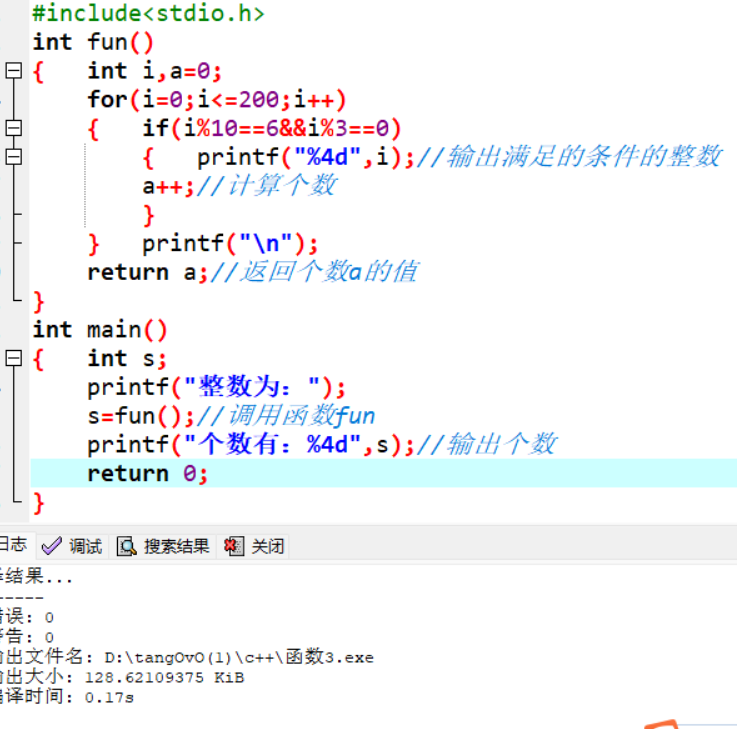 #include<stdio.h>
int fun()
{   int i,a=0;
    for(i=0;i<=200;i++)
    {   if(i%10==6&&i%3==0)
        {   printf("%4d",i);//输出满足的条件的整数
        a++;//计算个数
        }
    }   printf("\n");
    return a;//返回个数a的值
}
int main()
{   int s;
    printf("整数为：");
    s=fun();//调用函数fun
    printf("个数有：%4d",s);//输出个数
    return 0;
}
日志 调试 搜索结果 关闭
结果...
-----
误: 0
告: 0
出文件名: D:\tangOvO(1)\c++\函数3.exe
出大小: 128.62109375 KiB
译时间: 0.17s